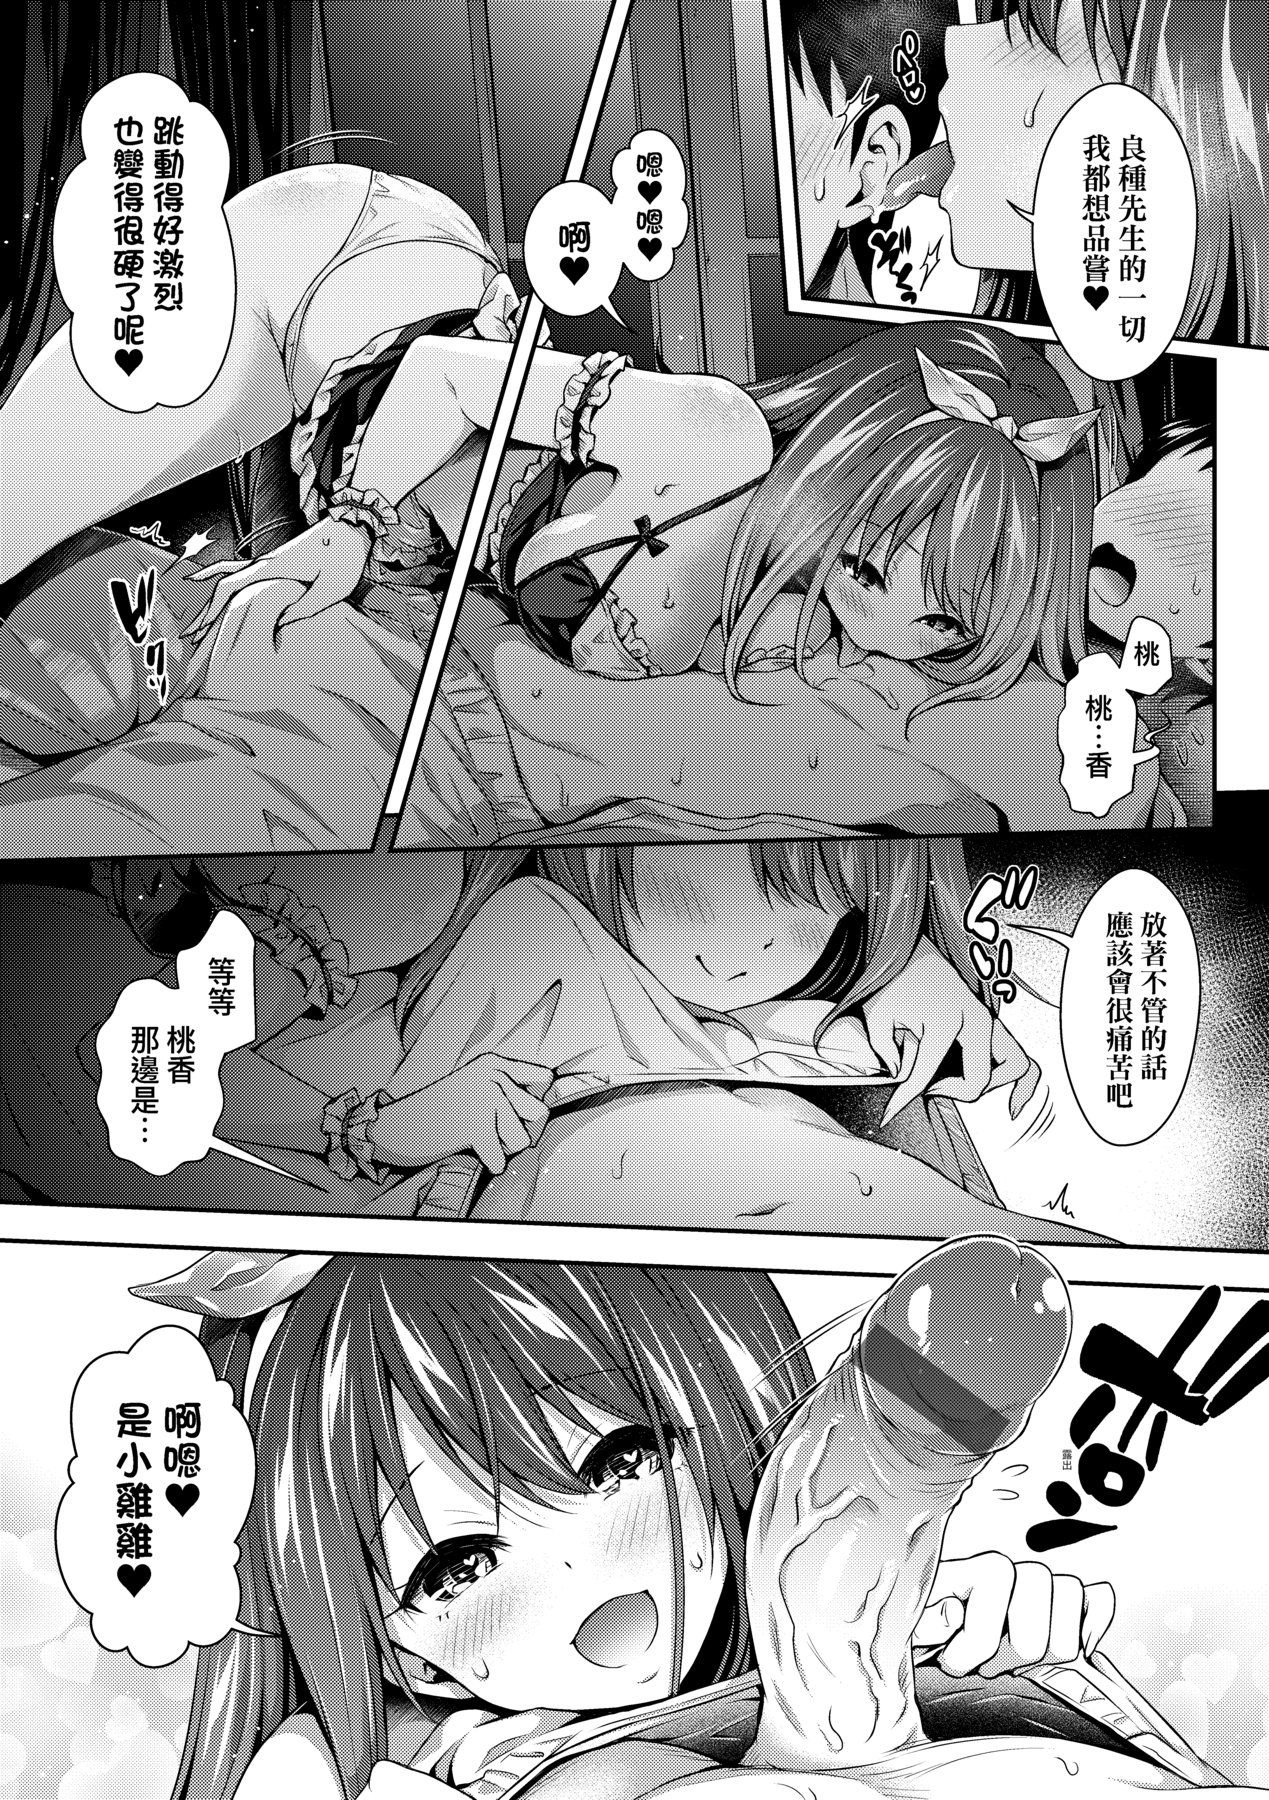 良種先生的一切
我都想品嘗♥
嗯♥嗯♥
啊♥
桃
桃…香
跳動得好激烈
也變得很硬了呢♥
放著不管的話
應該會很痛苦吧
等等
桃香
那邊是…
露出
啊嗯♥
是小雞雞♥